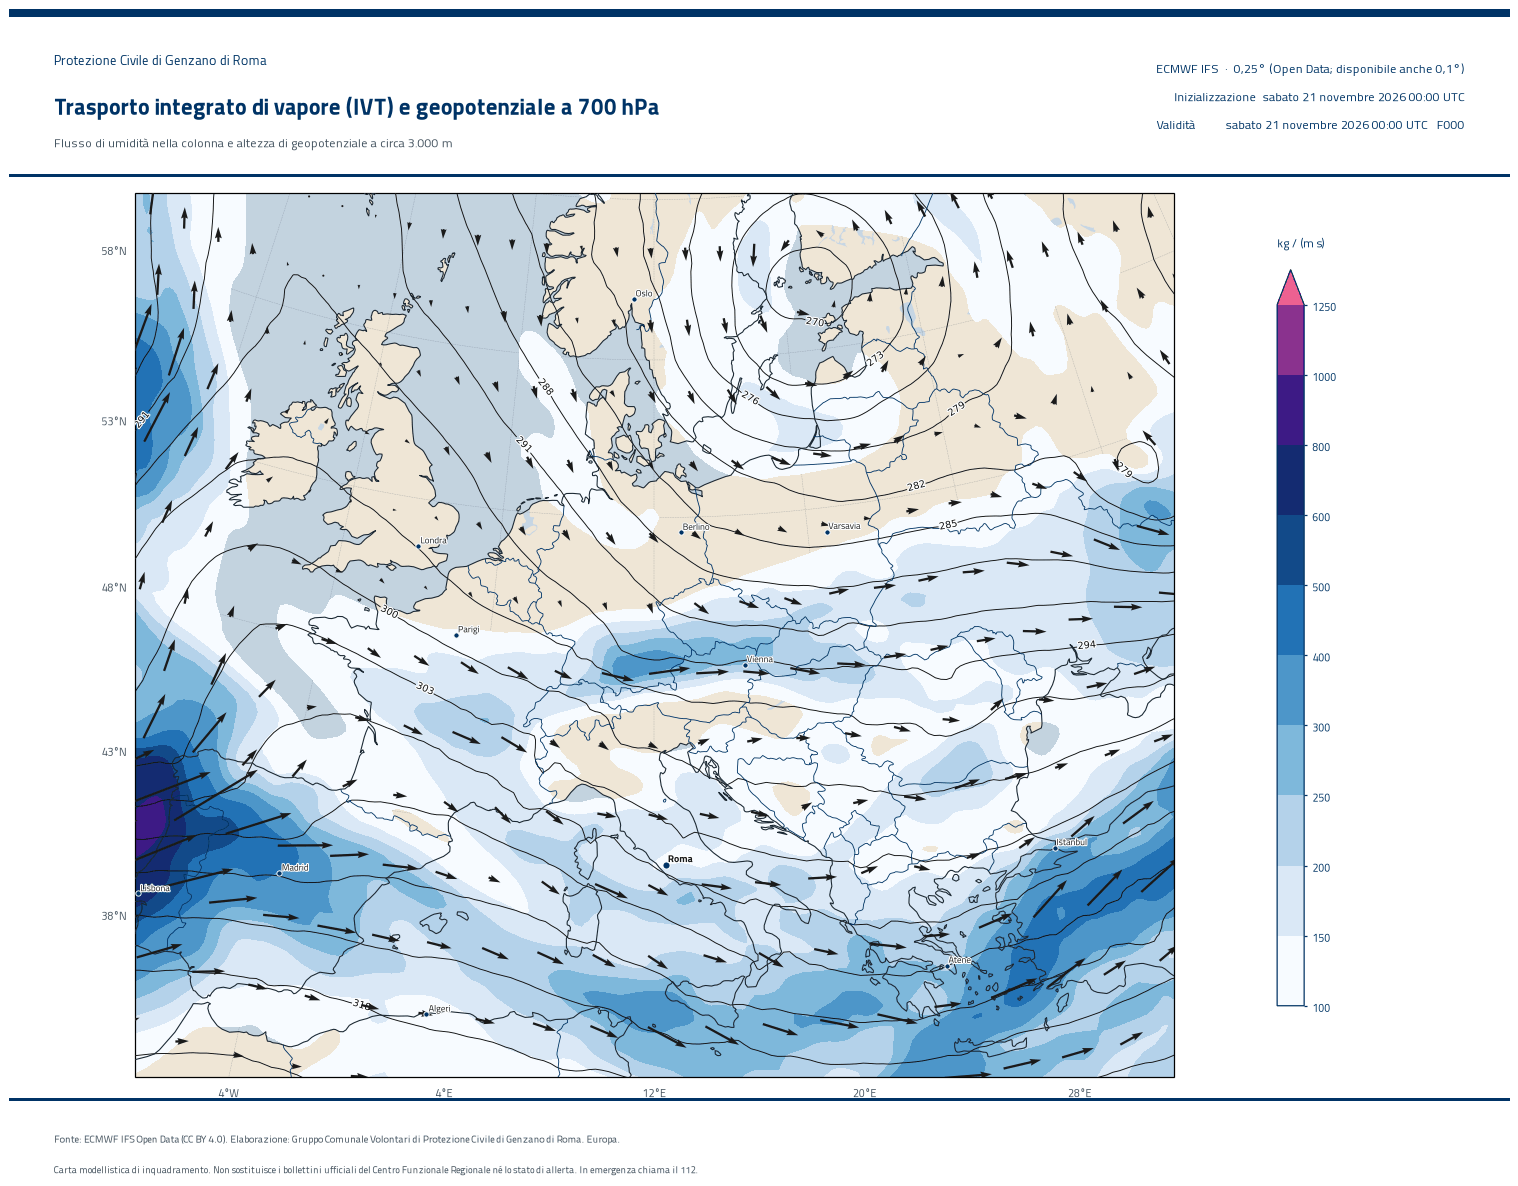 Protezione Civile di Genzano di Roma
Trasporto integrato di vapore (IVT) e geopotenziale a 700 hPa
Flusso di umidità nella colonna e altezza di geopotenziale a circa 3.000 m
ECMWF IFS · 0,25° (Open Data; disponibile anche 0,1°)
Inizializzazione sabato 21 novembre 2026 00:00 UTC
Validità sabato 21 novembre 2026 00:00 UTC F000
kg / (m s)
1250
1000
800
600
500
400
300
250
200
150
100
58°N
53°N
48°N
43°N
38°N
4°W
4°E
12°E
20°E
28°E
Oslo
270
273
288
276
279
291
291
279
282
Berlino
Varsavia
285
Londra
300
Parigi
294
Vienna
303
Istanbul
Roma
Madrid
Lisbona
Atene
318
Algeri
Fonte: ECMWF IFS Open Data (CC BY 4.0). Elaborazione: Gruppo Comunale Volontari di Protezione Civile di Genzano di Roma. Europa.
Carta modellistica di inquadramento. Non sostituisce i bollettini ufficiali del Centro Funzionale Regionale né lo stato di allerta. In emergenza chiama il 112.